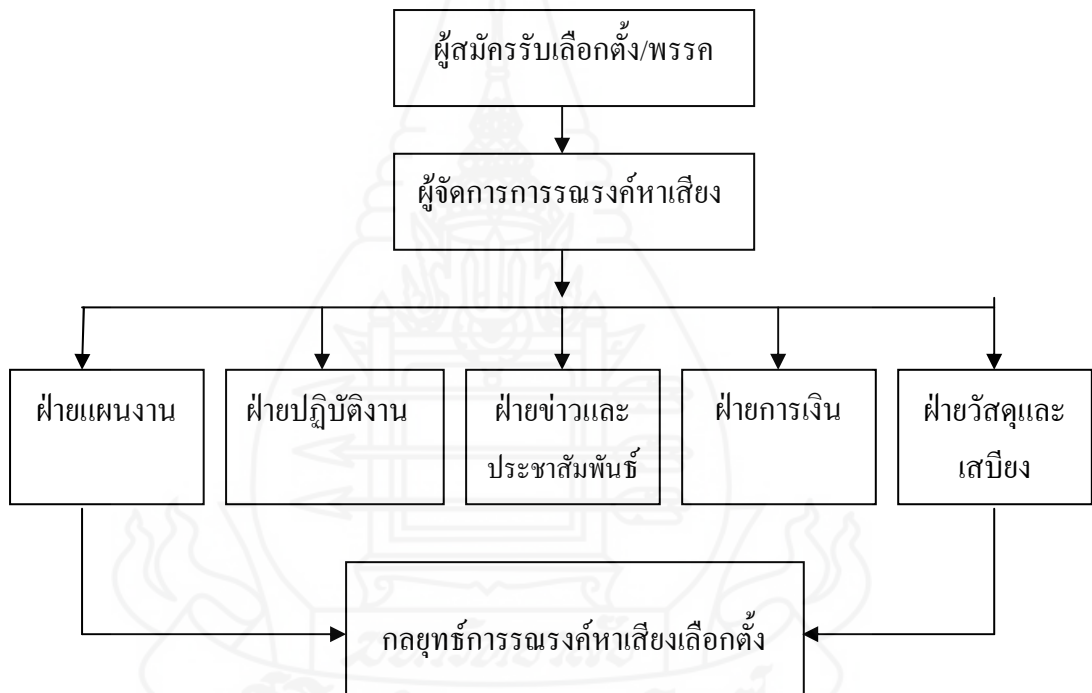 ผู้สมัครรับเลือกตั้ง/พรรค
ผู้จัดการการรณรงค์หาเสียง
ฝ่ายแผนงาน
ฝ่ายปฏิบัติงาน
ฝ่ายข่าวและ
ประชาสัมพันธ์
ฝ่ายการเงิน
ฝ่ายวัสดุและ
เสบียง
กลยุทธ์การรณรงค์หาเสียงเลือกตั้ง